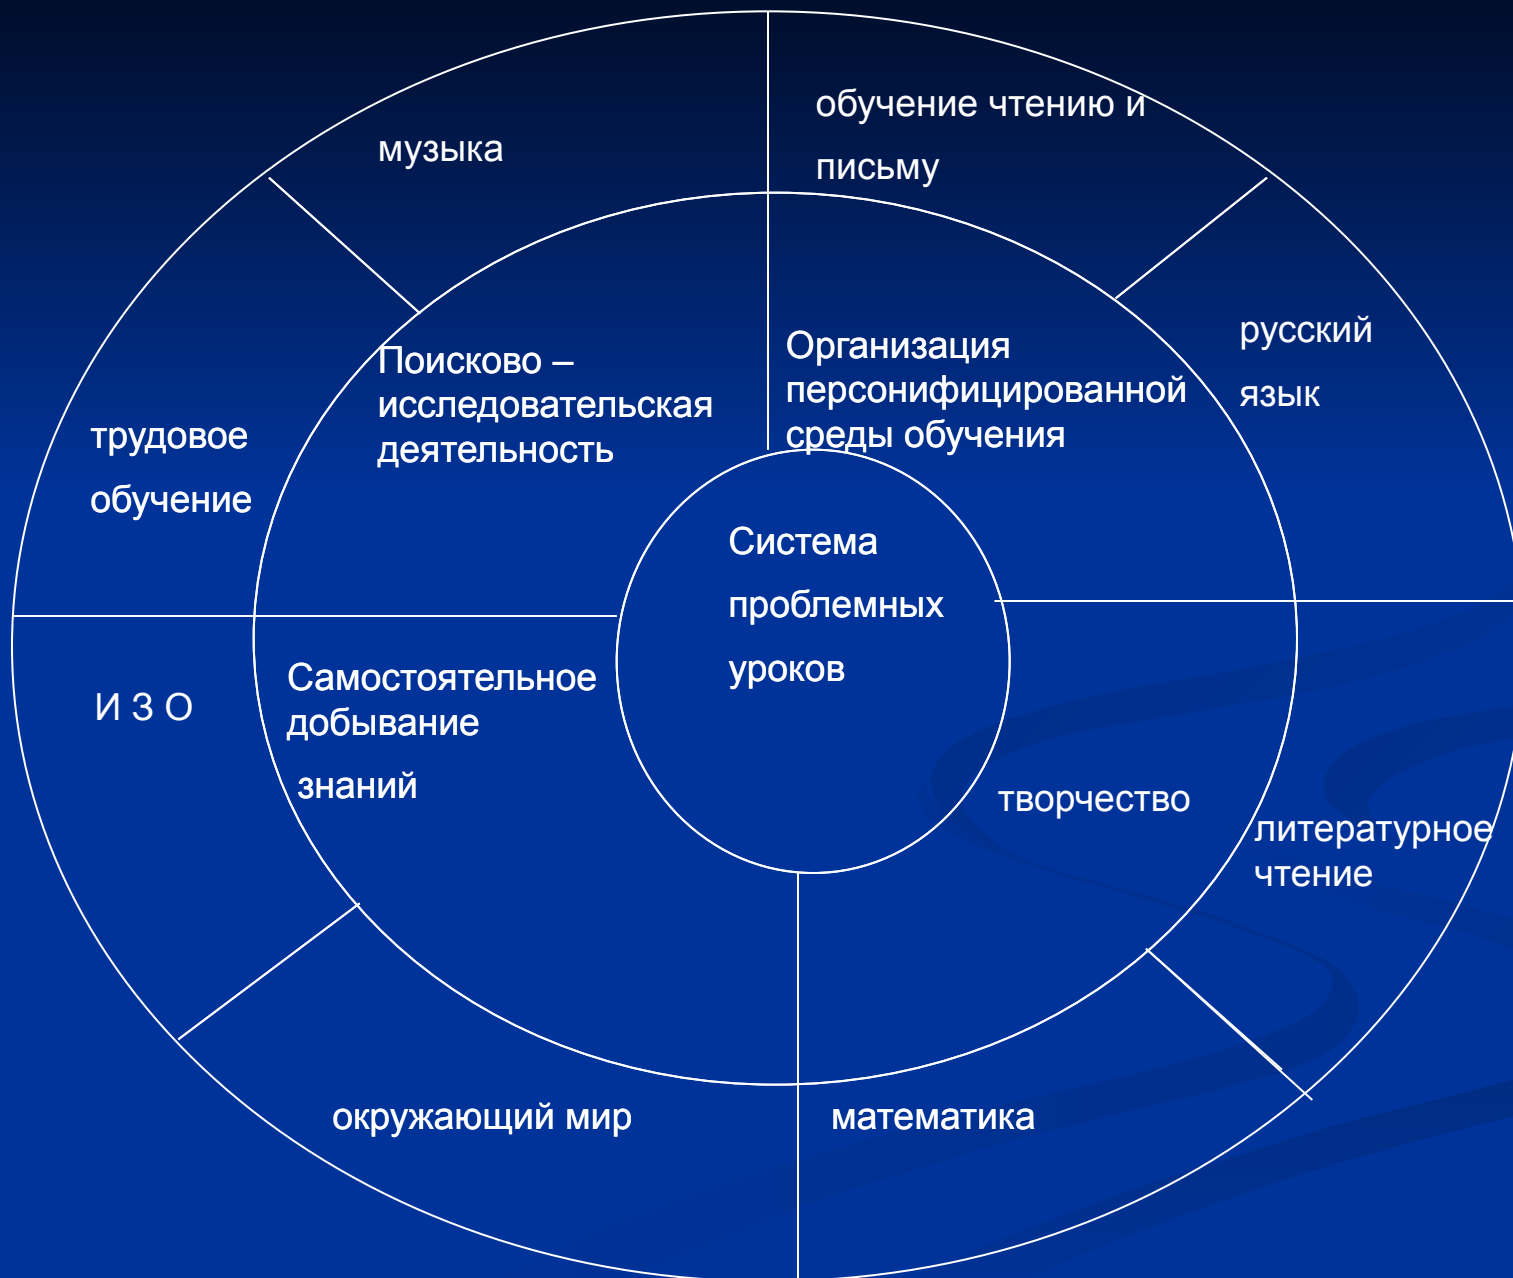 музыка
обучение чтению и
письму
русский
язык
Поисково –
исследовательская
деятельность
Организация
персонифицированной
среды обучения
трудовое
обучение
Система
проблемных
уроков
И З О
Самостоятельное
добывание
знаний
творчество
литературное
чтение
окружающий мир
математика